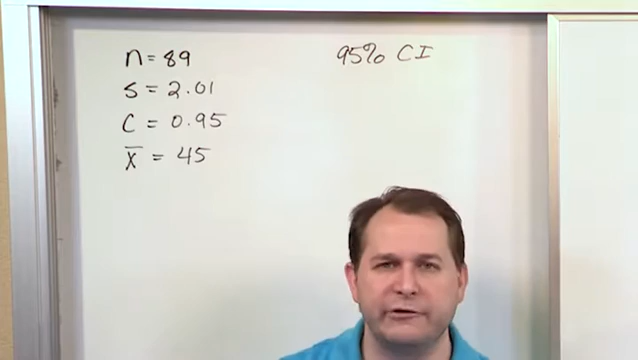 n = 89
s = 2.01
c = 0.95
x̄ = 45
95% CI